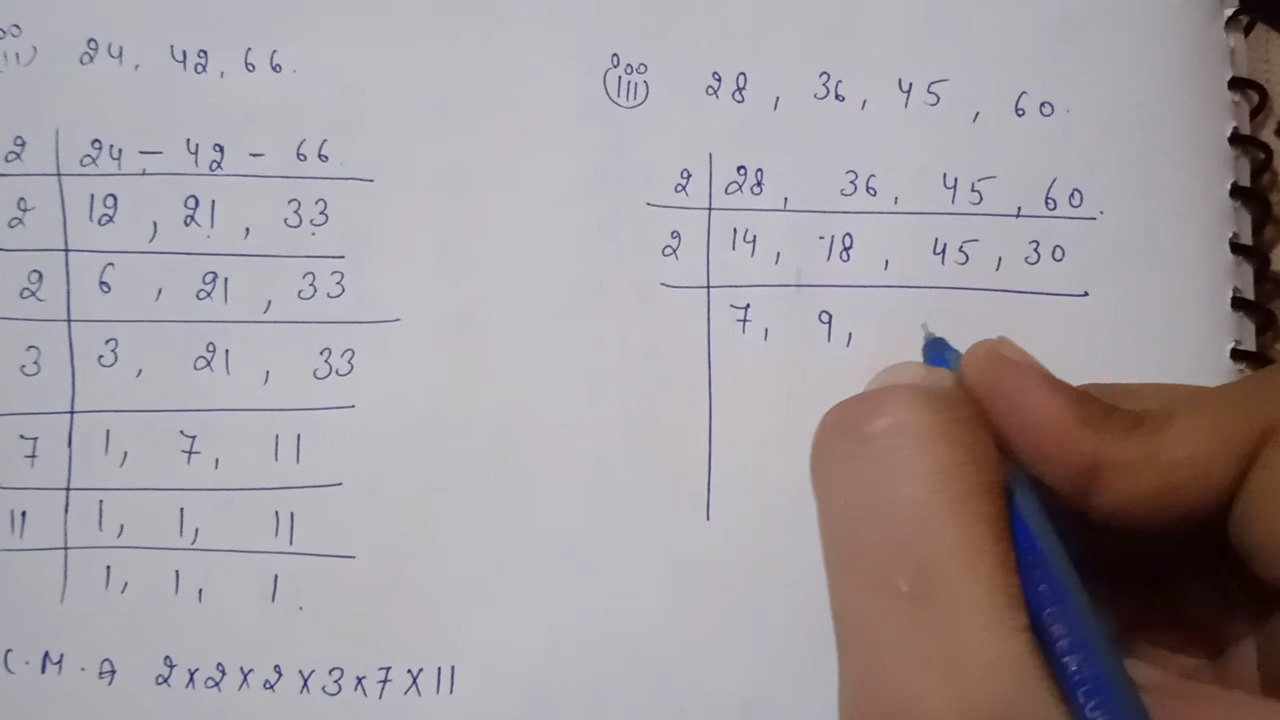 (ii) 24, 42, 66.
2 | 24 - 42 - 66
2 | 12, 21, 33
2 | 6, 21, 33
3 | 3, 21, 33
7 | 1, 7, 11
11 | 1, 1, 11
1, 1, 1.
C.M. 2x2x2x3x7x11
(iii) 28, 36, 45, 60.
2 | 28, 36, 45, 60.
2 | 14, 18, 45, 30
7, 9,